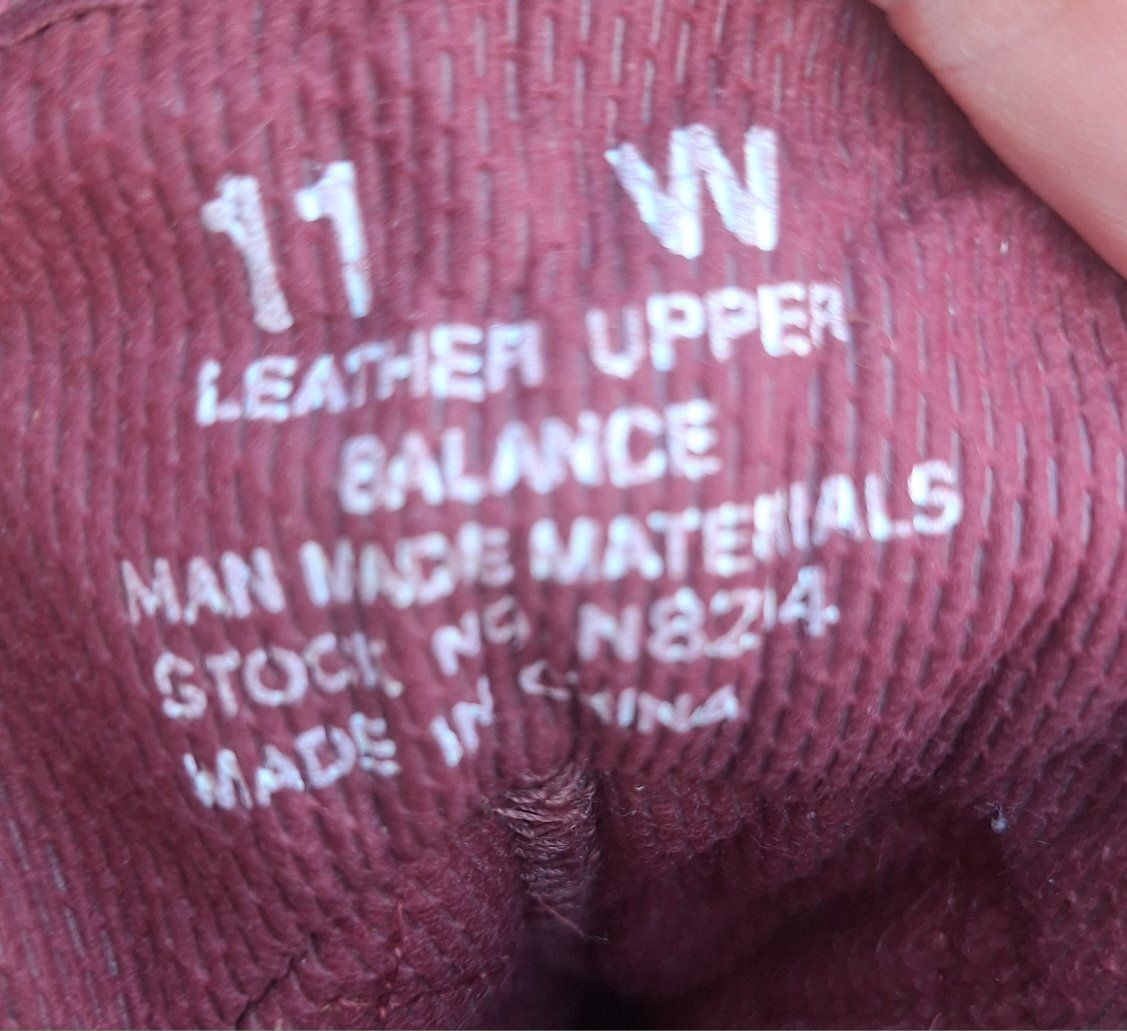 11 W
LEATHER UPPER
BALANCE
MAN MADE MATERIALS
STOCK Nº N8214
MADE IN CHINA